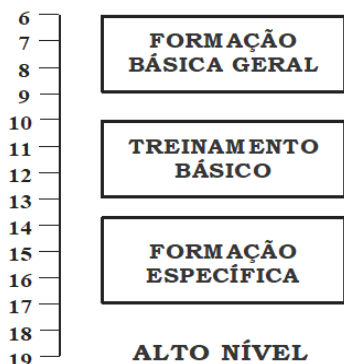 6
7
8
9
10
11
12
13
14
15
16
17
18
19
FORMAÇÃO
BÁSICA GERAL
TREINAMENTO
BÁSICO
FORMAÇÃO
ESPECÍFICA
ALTO NÍVEL